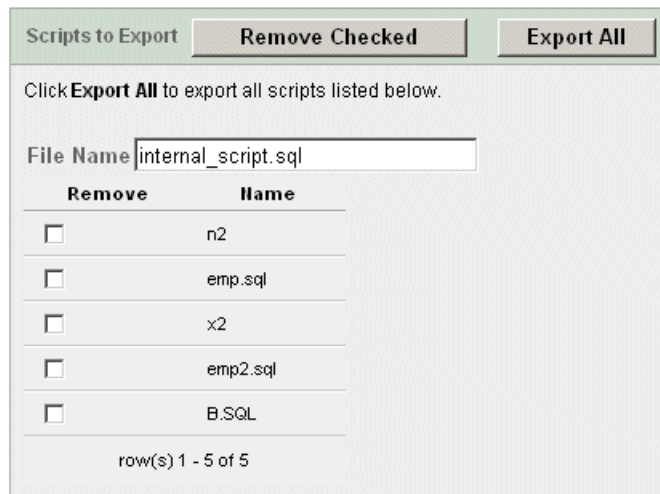 Scripts to Export Remove Checked Export All
Click Export All to export all scripts listed below.
File Name internal_script.sql
Remove Name
n2
emp.sql
x2
emp2.sql
B.SQL
row(s) 1 - 5 of 5